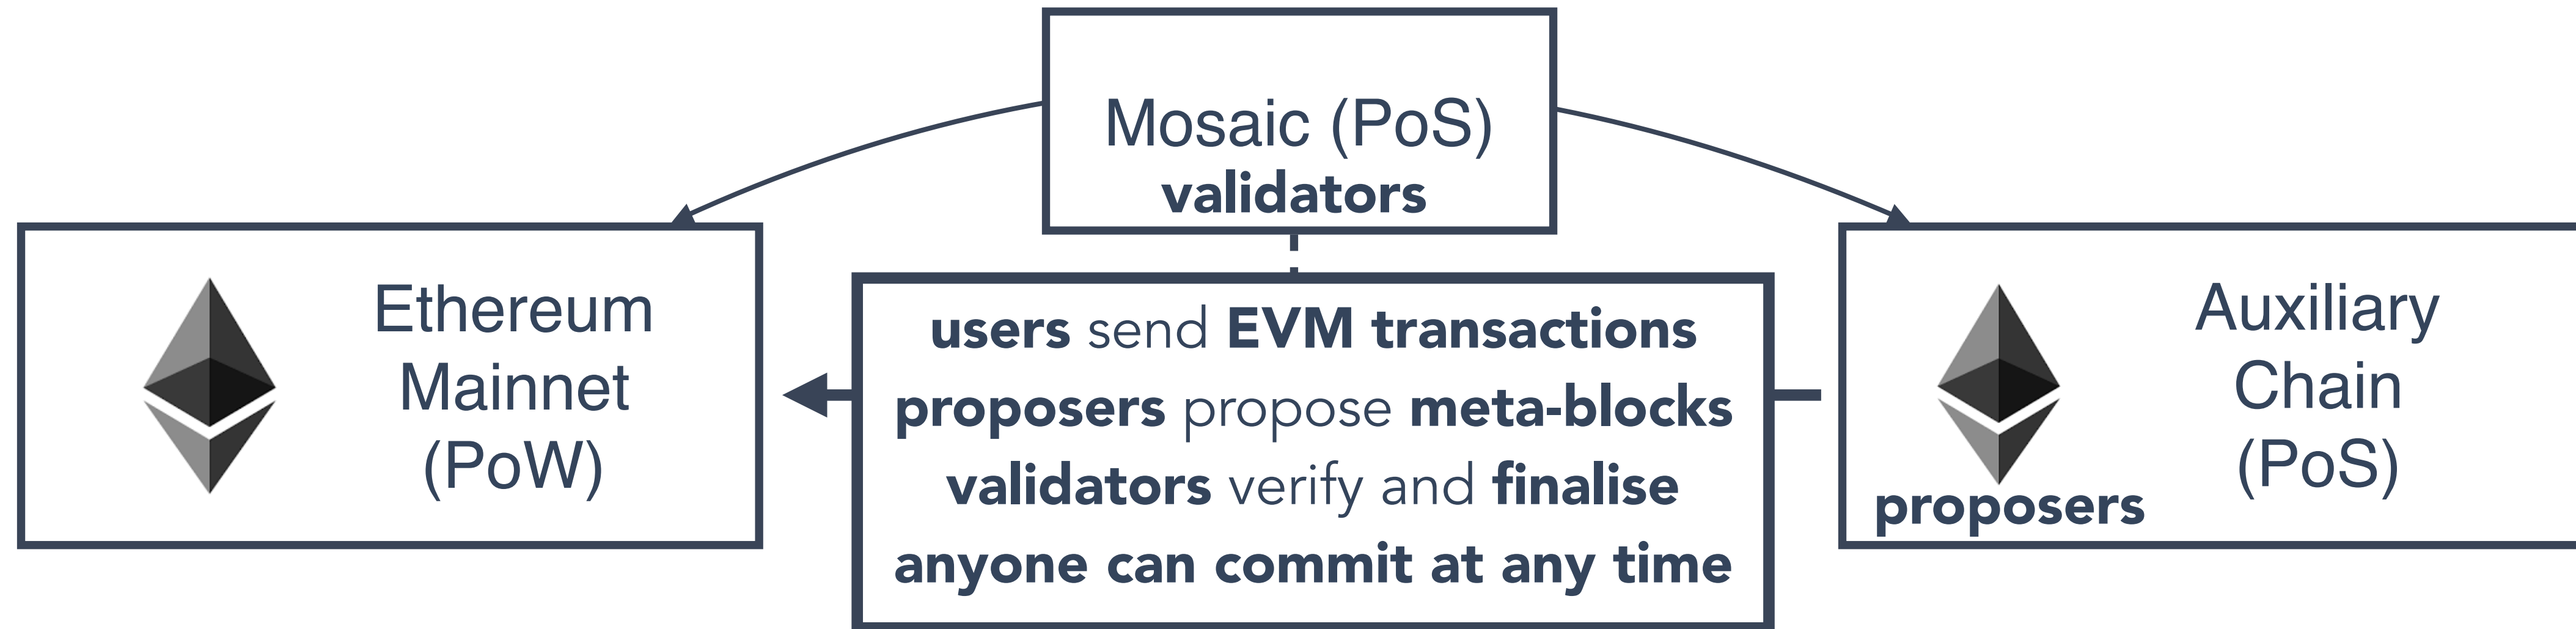 Mosaic (PoS)
validators
Ethereum
Mainnet
(PoW)
users send EVM transactions
proposers propose meta-blocks
validators verify and finalise
anyone can commit at any time
Auxiliary
Chain
(PoS)
proposers